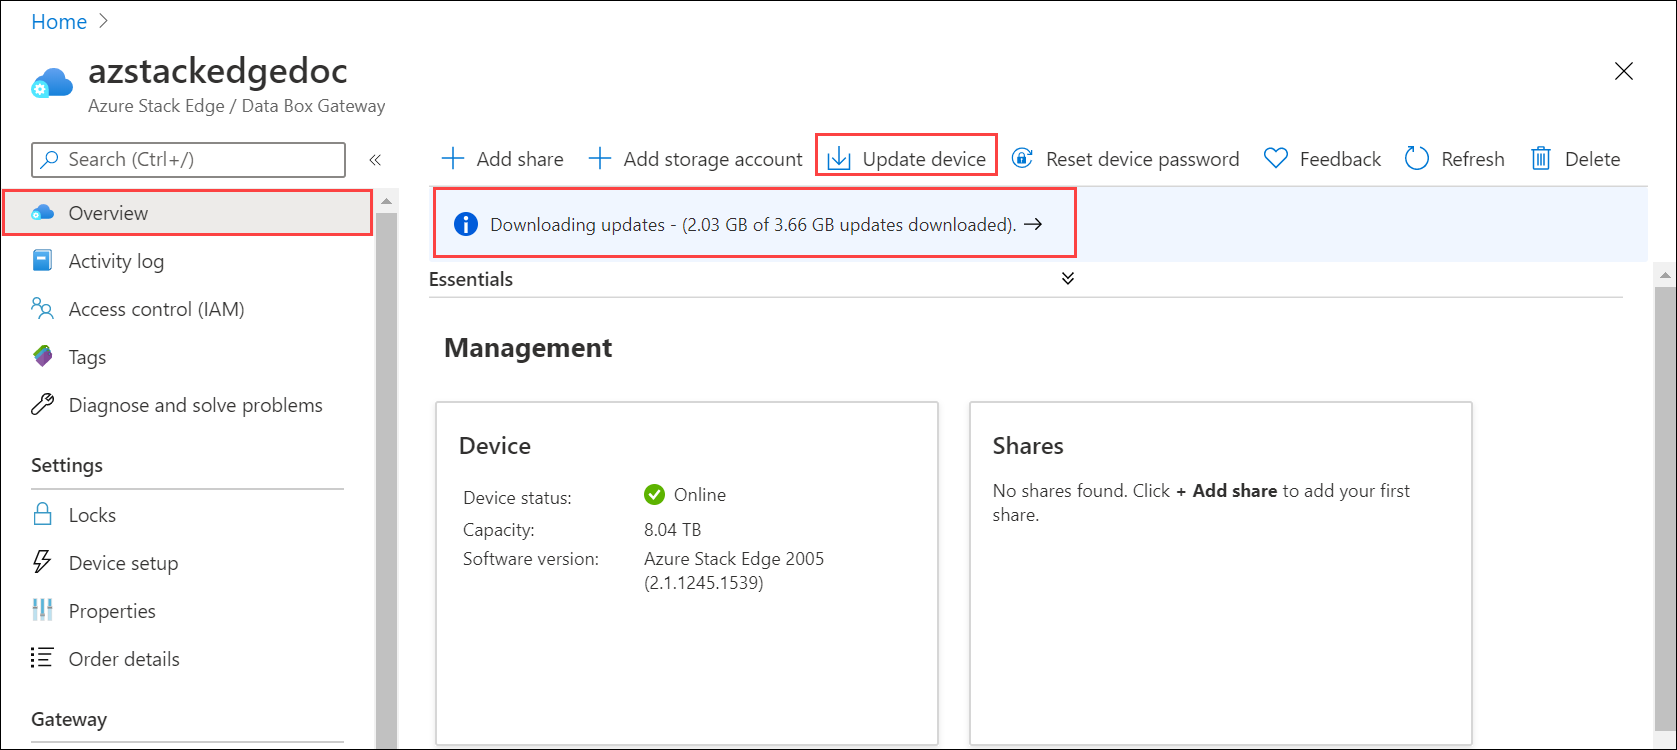 Home
azstackedgedoc
Azure Stack Edge / Data Box Gateway
Search (Ctrl+/)
Add share
Add storage account
Update device
Reset device password
Feedback
Refresh
Delete
Overview
Downloading updates - (2.03 GB of 3.66 GB updates downloaded). →
Activity log
Essentials
Access control (IAM)
Tags
Diagnose and solve problems
Settings
Locks
Device setup
Properties
Order details
Gateway
Management
Device
Device status: Online
Capacity: 8.04 TB
Software version: Azure Stack Edge 2005
(2.1.1245.1539)
Shares
No shares found. Click + Add share to add your first
share.